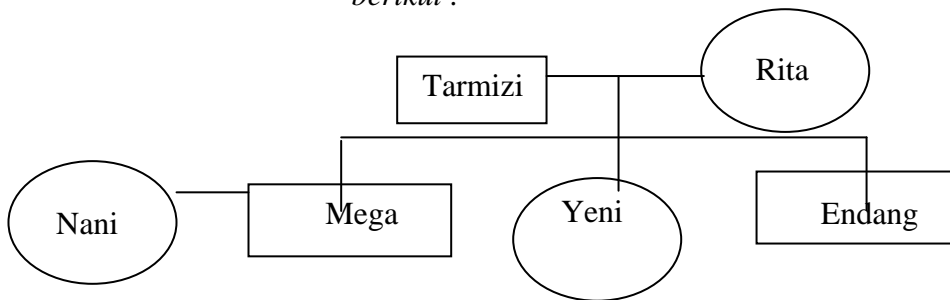 berikut :
Tarmizi
Rita
Nani
Mega
Yeni
Endang